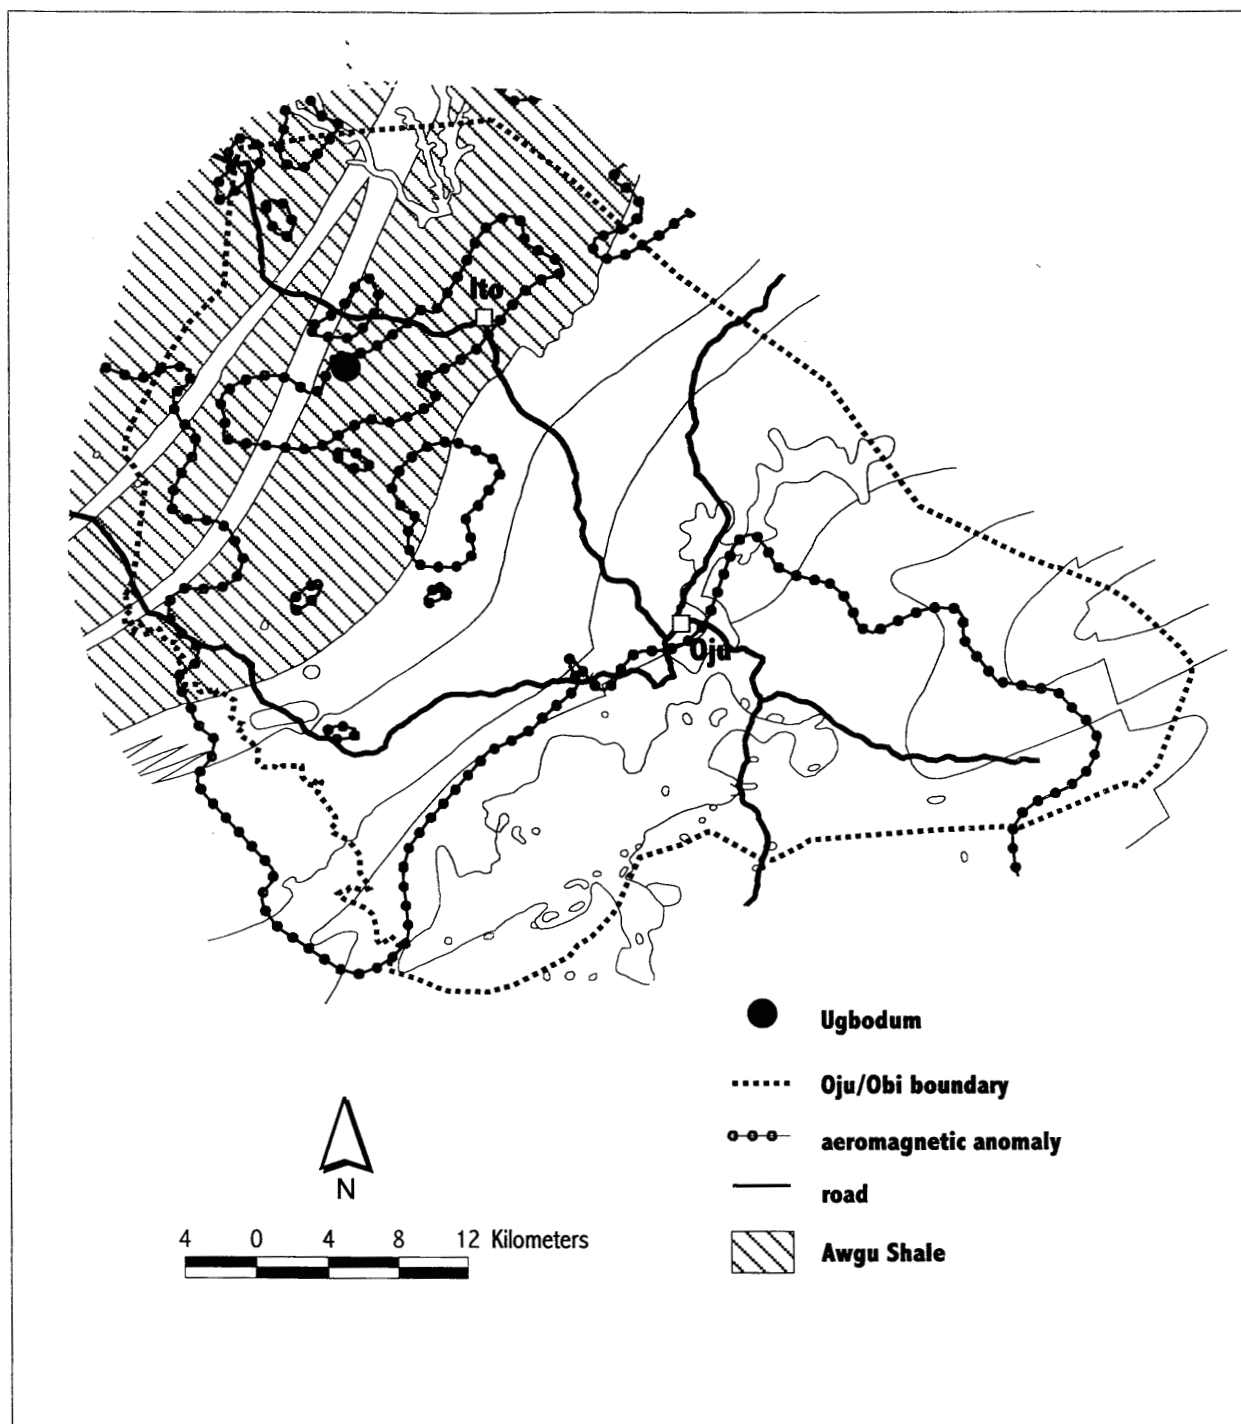 Ito
Oju
Ugbodum
Oju/Obi boundary
aeromagnetic anomaly
road
Awgu Shale
N
4 0 4 8 12 Kilometers